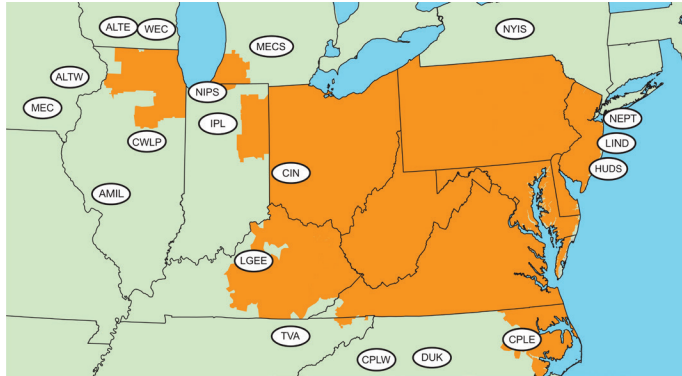 ALTE
WEC
MECS
NYIS
ALTW
MEC
NIPS
IPL
NEPT
CWLP
LIND
CIN
HUDS
AMIL
LGEE
TVA
CPLE
CPLW
DUK